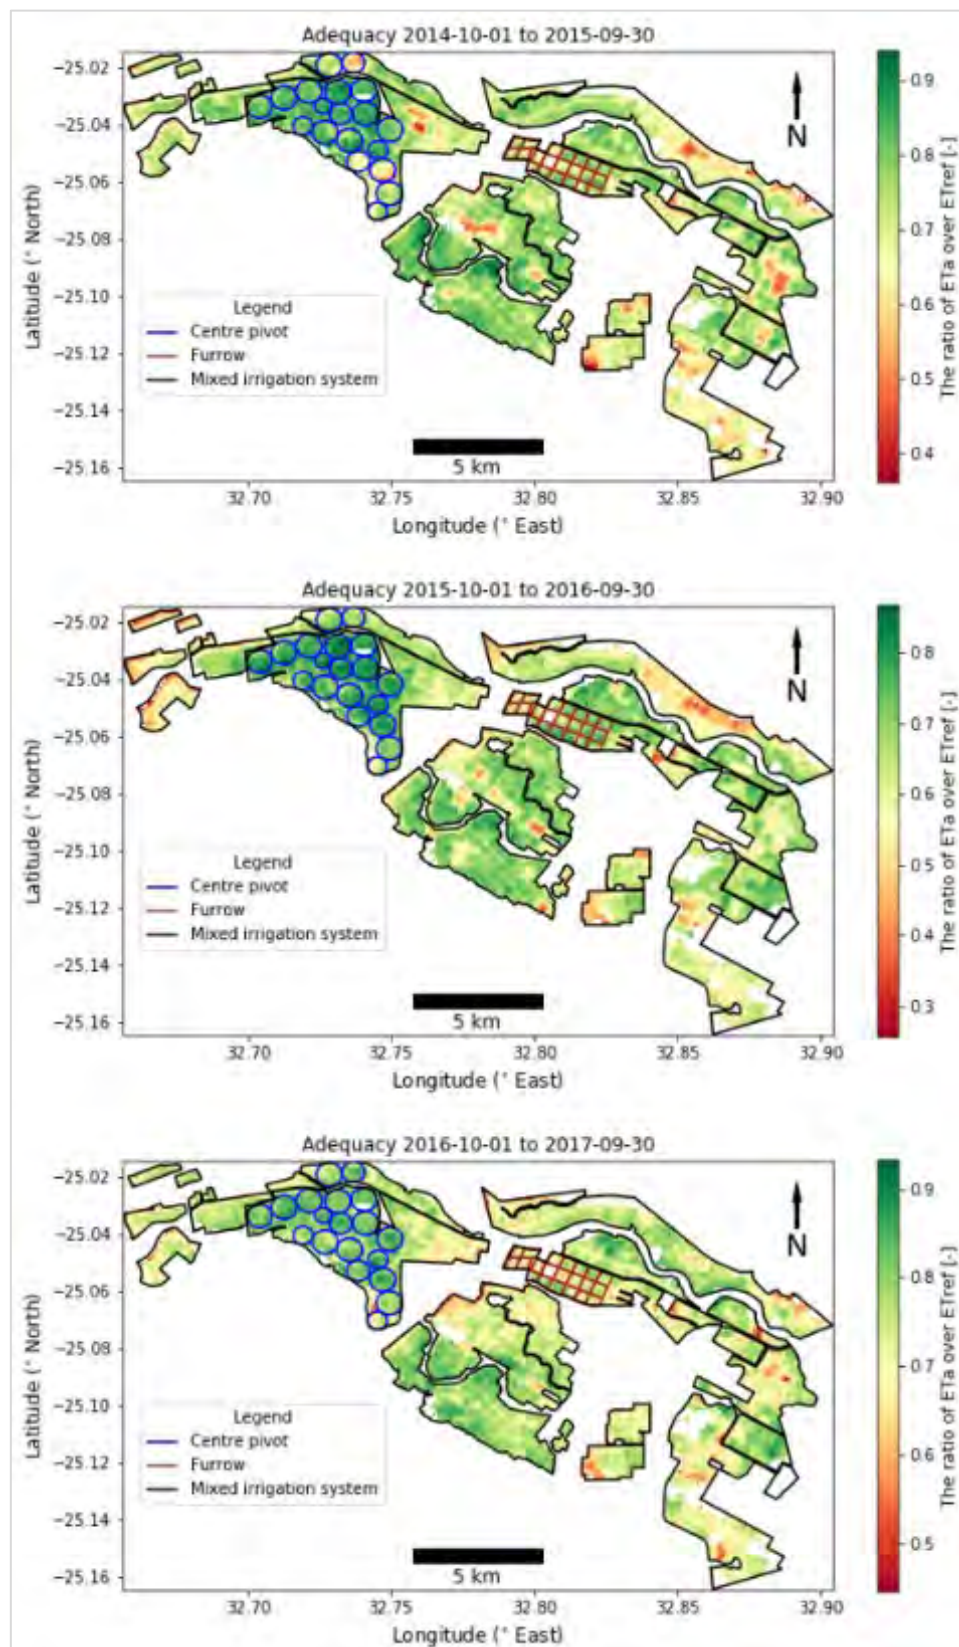 Adequacy 2014-10-01 to 2015-09-30
−25.02
−25.04
−25.06
−25.08
−25.10
−25.12
−25.14
−25.16
Latitude (° North)
N
Legend
Centre pivot
Furrow
Mixed irrigation system
5 km
32.70 32.75 32.80 32.85 32.90
Longitude (° East)
0.9
0.8
0.7
0.6
0.5
0.4
The ratio of ETa over ETref [-]
Adequacy 2015-10-01 to 2016-09-30
−25.02
−25.04
−25.06
−25.08
−25.10
−25.12
−25.14
−25.16
Latitude (° North)
N
Legend
Centre pivot
Furrow
Mixed irrigation system
5 km
32.70 32.75 32.80 32.85 32.90
Longitude (° East)
0.8
0.7
0.6
0.5
0.4
0.3
The ratio of ETa over ETref [-]
Adequacy 2016-10-01 to 2017-09-30
−25.02
−25.04
−25.06
−25.08
−25.10
−25.12
−25.14
−25.16
Latitude (° North)
N
Legend
Centre pivot
Furrow
Mixed irrigation system
5 km
32.70 32.75 32.80 32.85 32.90
Longitude (° East)
0.9
0.8
0.7
0.6
0.5
The ratio of ETa over ETref [-]